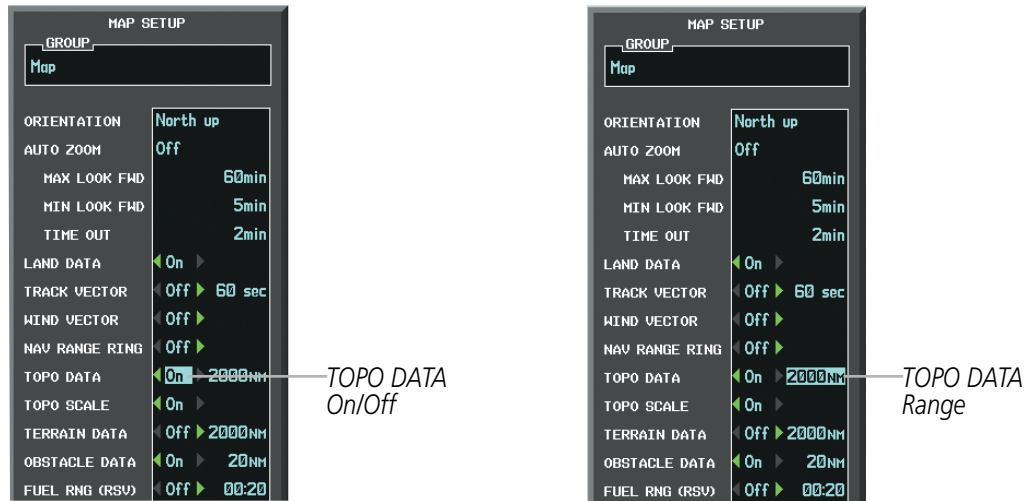 MAP SETUP
GROUP
Map
ORIENTATION North up
AUTO ZOOM Off
MAX LOOK FWD 60min
MIN LOOK FWD 5min
TIME OUT 2min
LAND DATA On
TRACK VECTOR Off 60 sec
WIND VECTOR Off
NAV RANGE RING Off
TOPO DATA On 2000NM
TOPO SCALE On
TERRAIN DATA Off 2000NM
OBSTACLE DATA On 20NM
FUEL RNG (RSV) Off 00:20
TOPO DATA
On/Off
MAP SETUP
GROUP
Map
ORIENTATION North up
AUTO ZOOM Off
MAX LOOK FWD 60min
MIN LOOK FWD 5min
TIME OUT 2min
LAND DATA On
TRACK VECTOR Off 60 sec
WIND VECTOR Off
NAV RANGE RING Off
TOPO DATA On 2000NM
TOPO SCALE On
TERRAIN DATA Off 2000NM
OBSTACLE DATA On 20NM
FUEL RNG (RSV) Off 00:20
TOPO DATA
Range